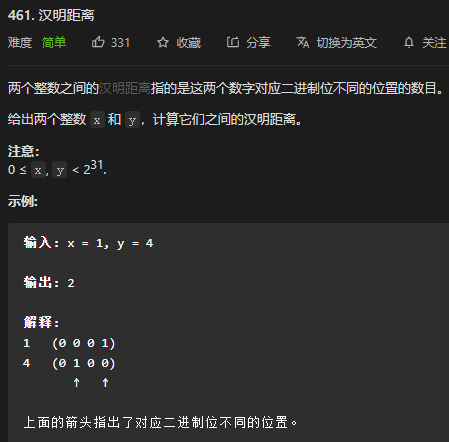 461. 汉明距离
难度 简单 331 收藏 分享 切换为英文 关注
两个整数之间的汉明距离指的是这两个数字对应二进制位不同的位置的数目。
给出两个整数 x 和 y，计算它们之间的汉明距离。
注意：
0 ≤ x, y < 2³¹.
示例:
输入: x = 1, y = 4
输出: 2
解释:
1 (0 0 0 1)
4 (0 1 0 0)
↑ ↑
上面的箭头指出了对应二进制位不同的位置。